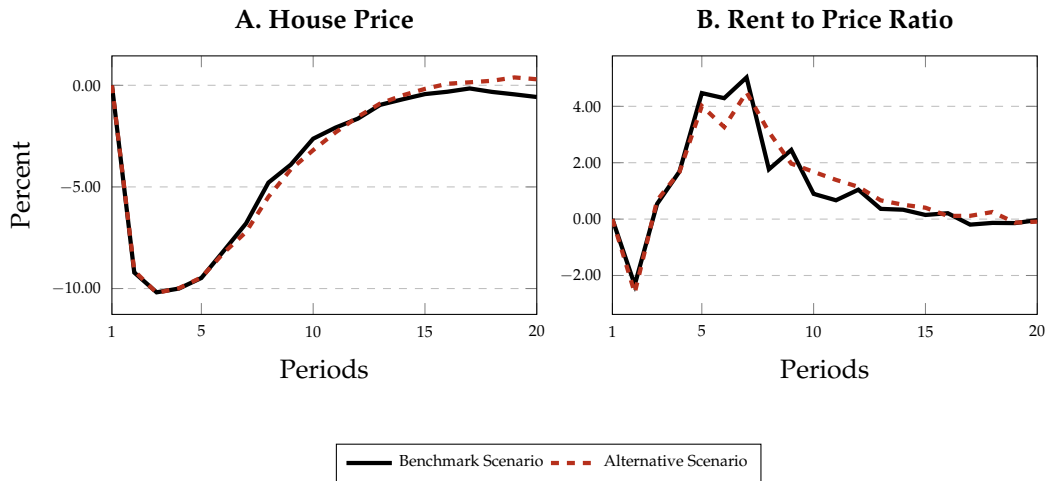 A. House Price
B. Rent to Price Ratio
Percent
0.00
−5.00
−10.00
1 5 10 15 20
Periods
4.00
2.00
0.00
−2.00
1 5 10 15 20
Periods
Benchmark Scenario Alternative Scenario